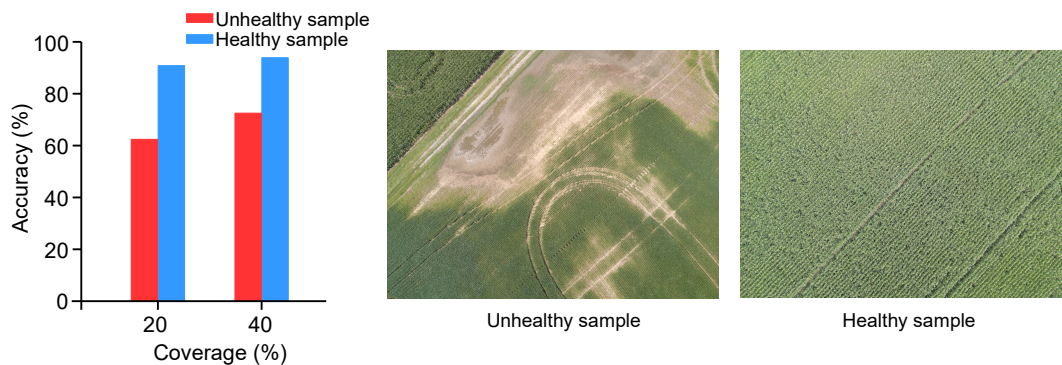 Unhealthy sample
Healthy sample
100
80
60
40
20
0
Accuracy (%)
20 40
Coverage (%)
Unhealthy sample
Healthy sample